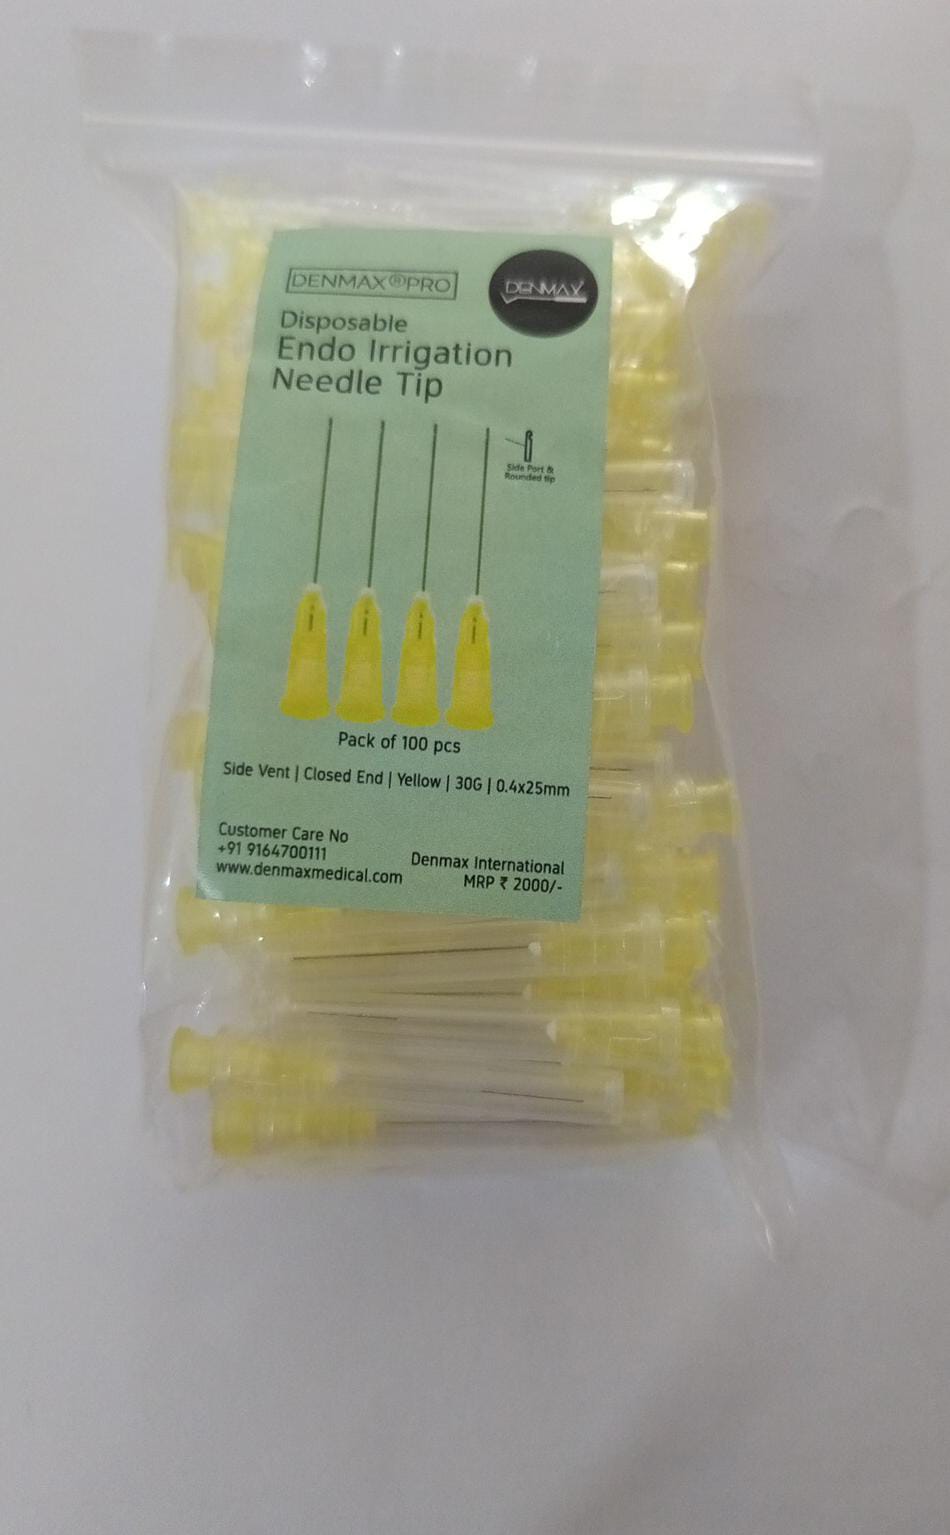 DENMAX®PRO
DENMAX
Disposable
Endo Irrigation
Needle Tip
Side Port &
Rounded tip
Pack of 100 pcs
Side Vent | Closed End | Yellow | 30G | 0.4x25mm
Customer Care No
+91 9164700111
www.denmaxmedical.com
Denmax International
MRP ₹ 2000/-